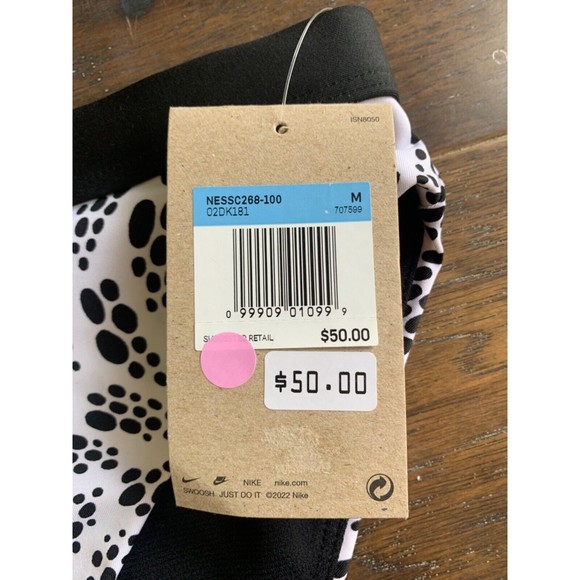 ISN8050
NESSC268-100 M
02DK181 707599
0 99909 01099 9
RETAIL $50.00
$50.00
NIKE nike.com
SWOOSH JUST DO IT ©2022 Nike